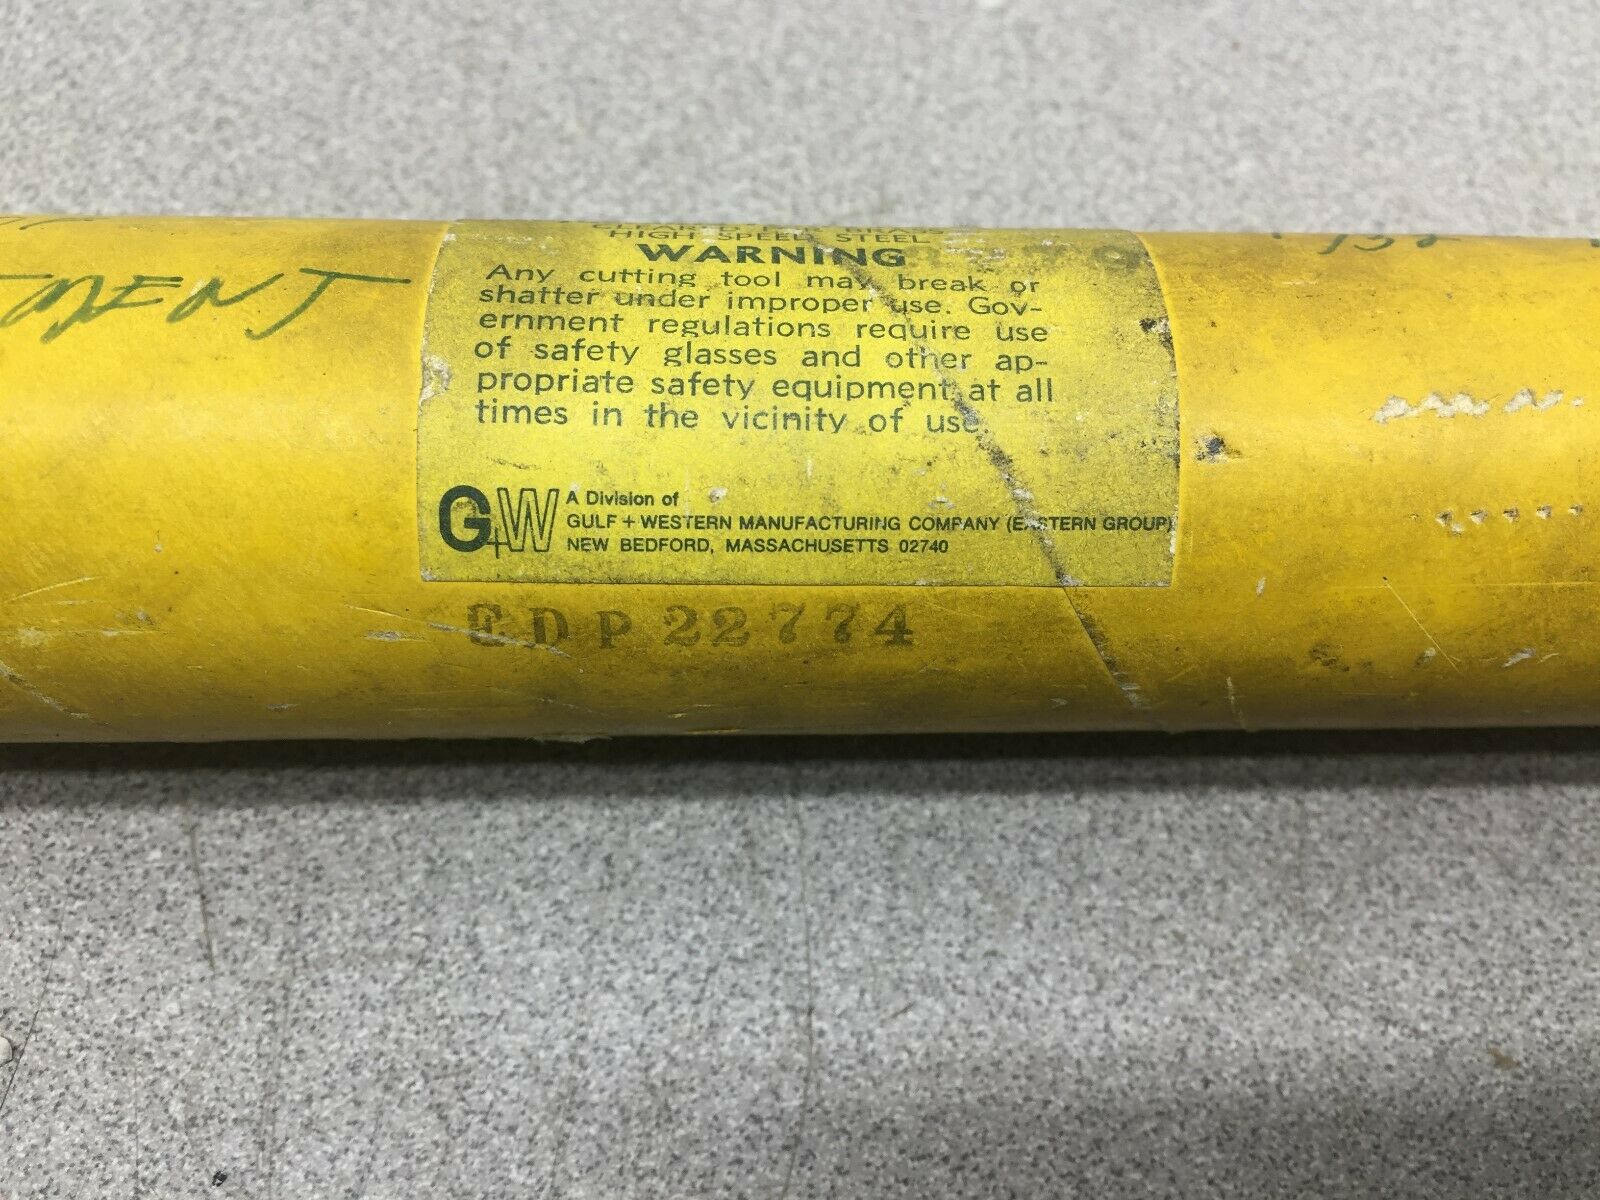 HIGH SPEED STEEL
WARNING
Any cutting tool may break or
shatter under improper use. Gov-
ernment regulations require use
of safety glasses and other ap-
propriate safety equipment at all
times in the vicinity of use.
G+W
A Division of
GULF + WESTERN MANUFACTURING COMPANY (EASTERN GROUP)
NEW BEDFORD, MASSACHUSETTS 02740
EDP 22774